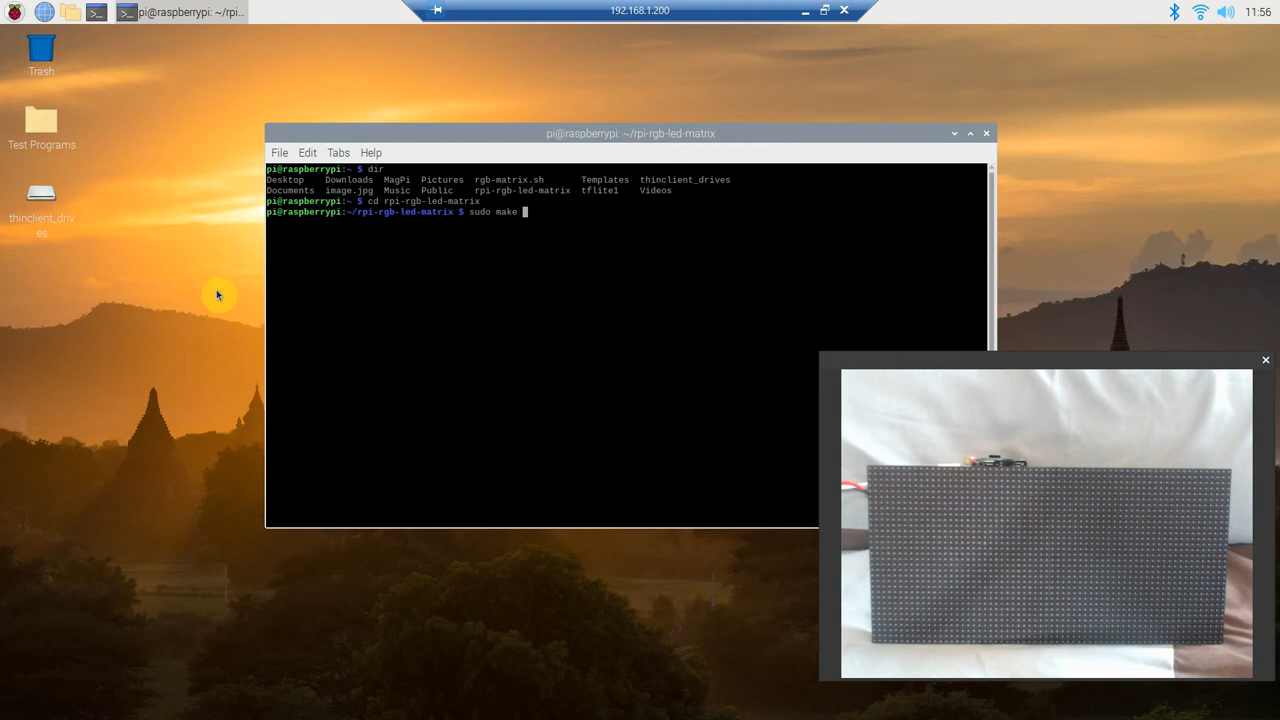 pi@raspberrypi: ~/rpi...
192.168.1.200
11:56
Trash
Test Programs
thinclient_driv
es
pi@raspberrypi: ~/rpi-rgb-led-matrix
File Edit Tabs Help
pi@raspberrypi:~ $ dir
Desktop Downloads MagPi Pictures rgb-matrix.sh Templates thinclient_drives
Documents image.jpg Music Public rpi-rgb-led-matrix tflite1 Videos
pi@raspberrypi:~ $ cd rpi-rgb-led-matrix
pi@raspberrypi:~/rpi-rgb-led-matrix $ sudo make